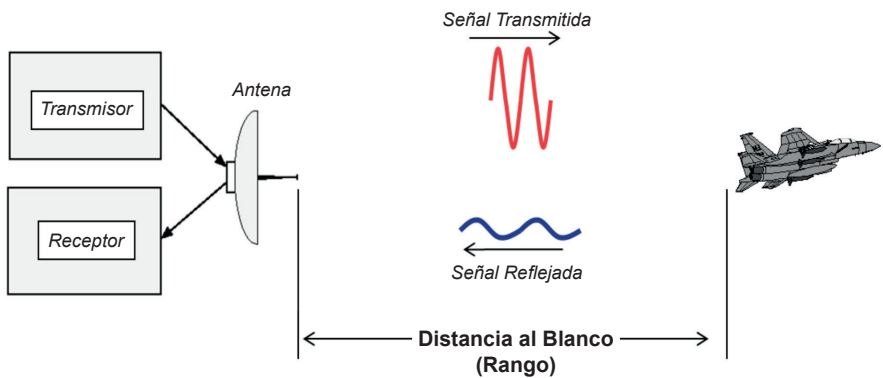 Señal Transmitida
Antena
Transmisor
Receptor
Señal Reflejada
Distancia al Blanco
(Rango)